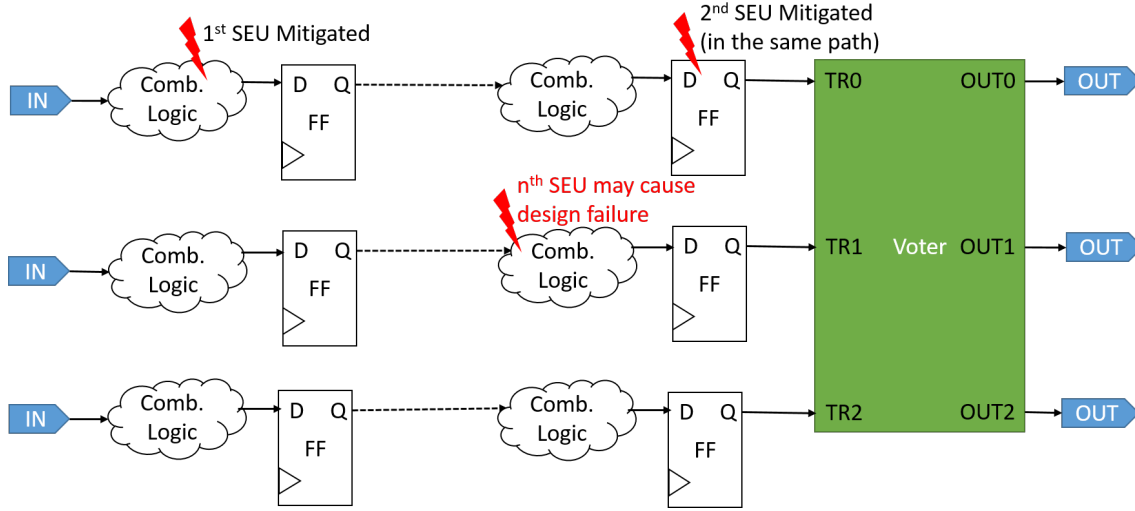 1st SEU Mitigated
2nd SEU Mitigated
(in the same path)
IN
Comb.
Logic
D Q
FF
Comb.
Logic
D Q
FF
TR0
OUT0
OUT
nth SEU may cause
design failure
IN
Comb.
Logic
D Q
FF
Comb.
Logic
D Q
FF
TR1
Voter
OUT1
OUT
IN
Comb.
Logic
D Q
FF
Comb.
Logic
D Q
FF
TR2
OUT2
OUT